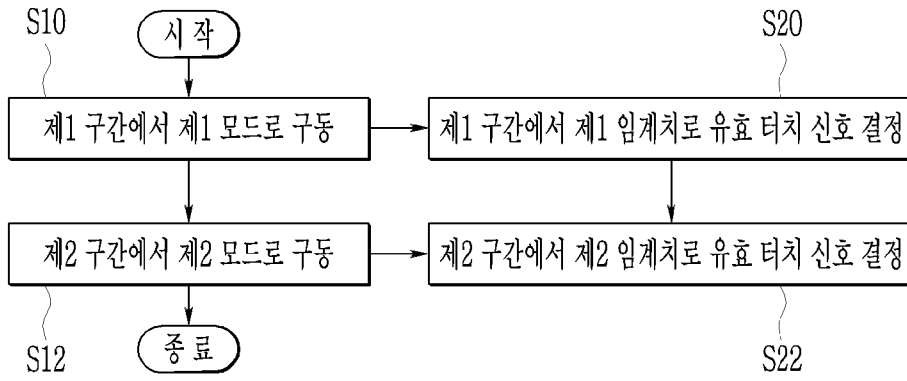 S10
시 작
S20
제1 구간에서 제1 모드로 구동
제1 구간에서 제1 임계치로 유효 터치 신호 결정
제2 구간에서 제2 모드로 구동
제2 구간에서 제2 임계치로 유효 터치 신호 결정
S12
종 료
S22